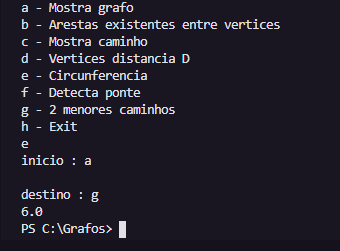 a - Mostra grafo
b - Arestas existentes entre vertices
c - Mostra caminho
d - Vertices distancia D
e - Circunferencia
f - Detecta ponte
g - 2 menores caminhos
h - Exit
e
inicio : a
destino : g
6.0
PS C:\Grafos>